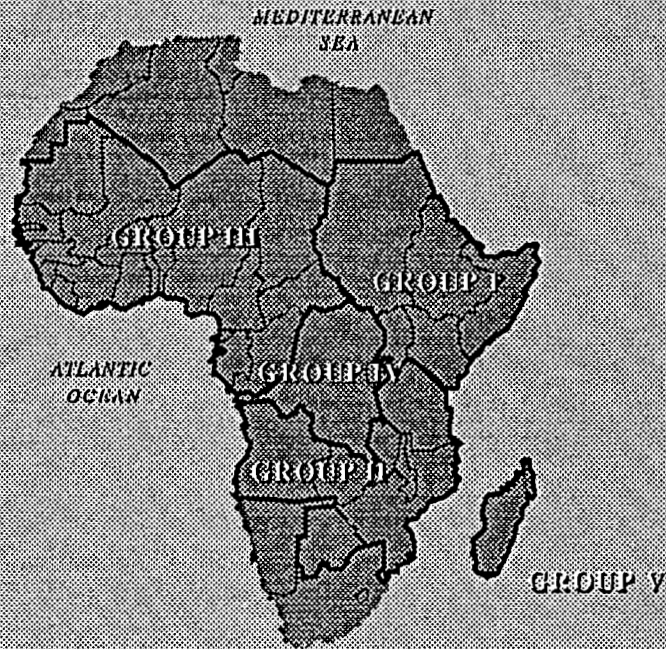 MEDITERRANEAN
SEA
GROUP III
GROUP I
ATLANTIC
OCEAN
GROUP IV
GROUP II
GROUP V